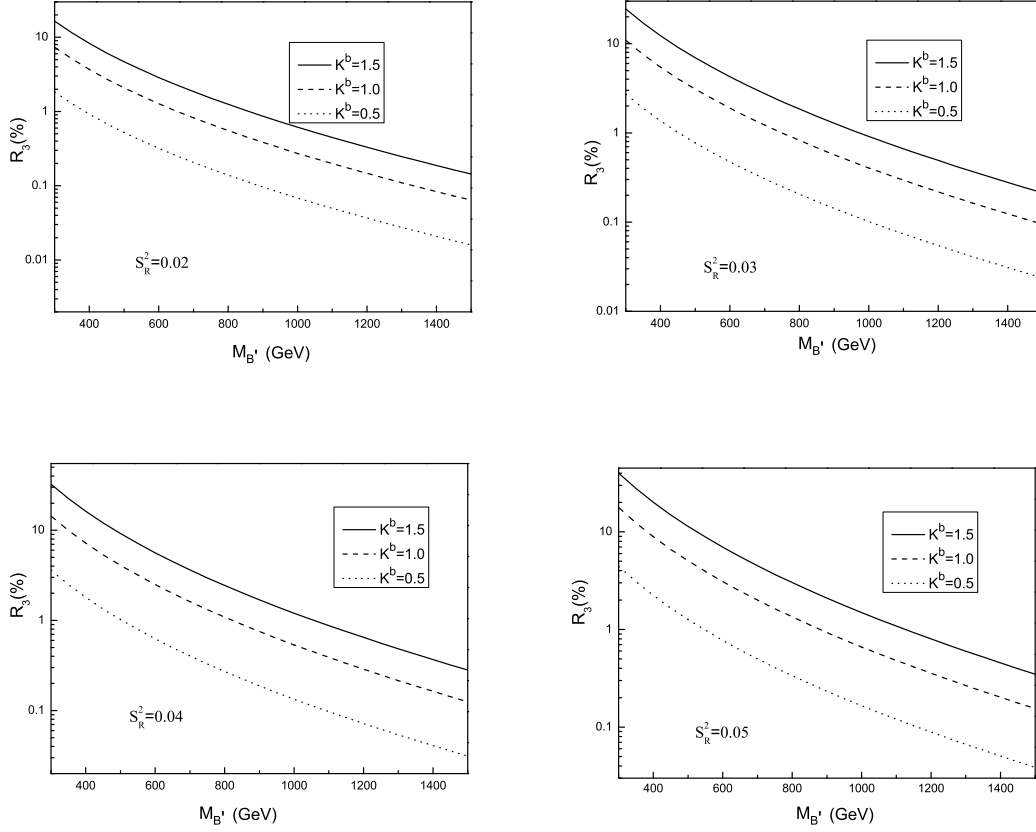 10
1
0.1
0.01
R₃(%)
K^b=1.5
K^b=1.0
K^b=0.5
S_R^2=0.02
400 600 800 1000 1200 1400
M_B' (GeV)
10
1
0.1
0.01
R₃(%)
K^b=1.5
K^b=1.0
K^b=0.5
S_R^2=0.03
400 600 800 1000 1200 1400
M_B' (GeV)
10
1
0.1
R₃(%)
K^b=1.5
K^b=1.0
K^b=0.5
S_R^2=0.04
400 600 800 1000 1200 1400
M_B' (GeV)
10
1
0.1
R₃(%)
K^b=1.5
K^b=1.0
K^b=0.5
S_R^2=0.05
400 600 800 1000 1200 1400
M_B' (GeV)